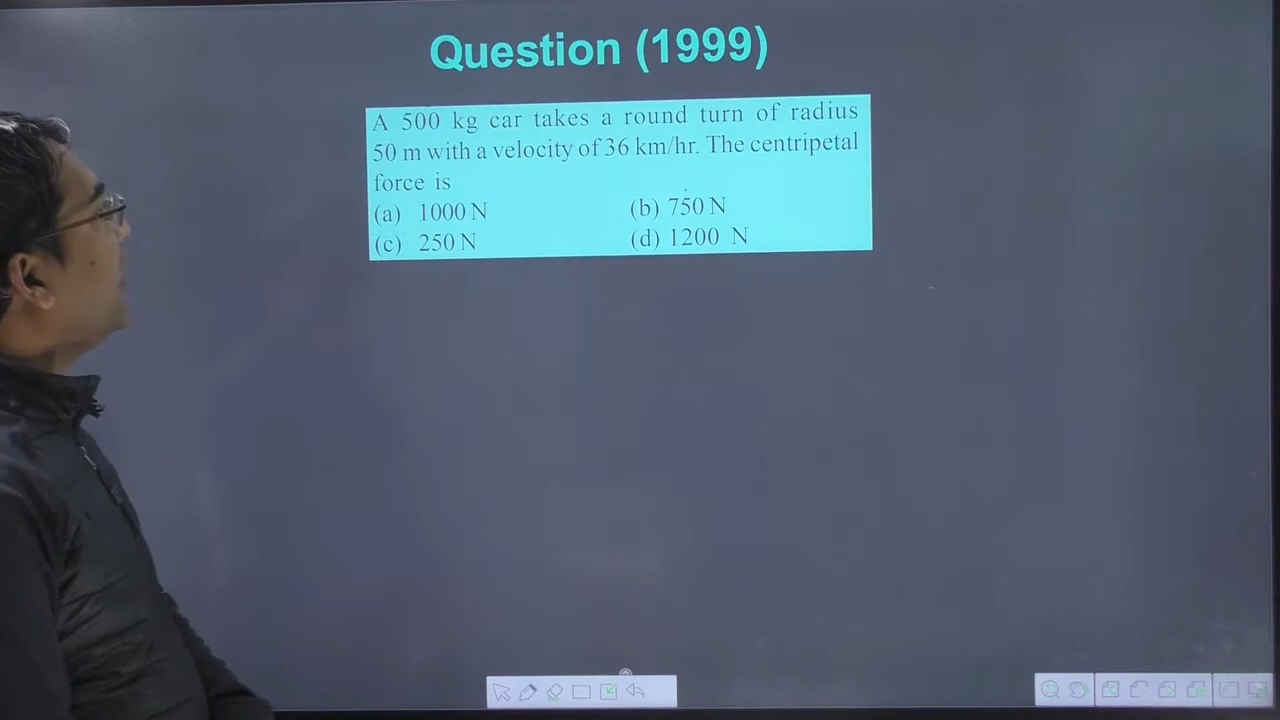 Question (1999)
A 500 kg car takes a round turn of radius
50 m with a velocity of 36 km/hr. The centripetal
force is
(a) 1000 N (b) 750 N
(c) 250 N (d) 1200 N